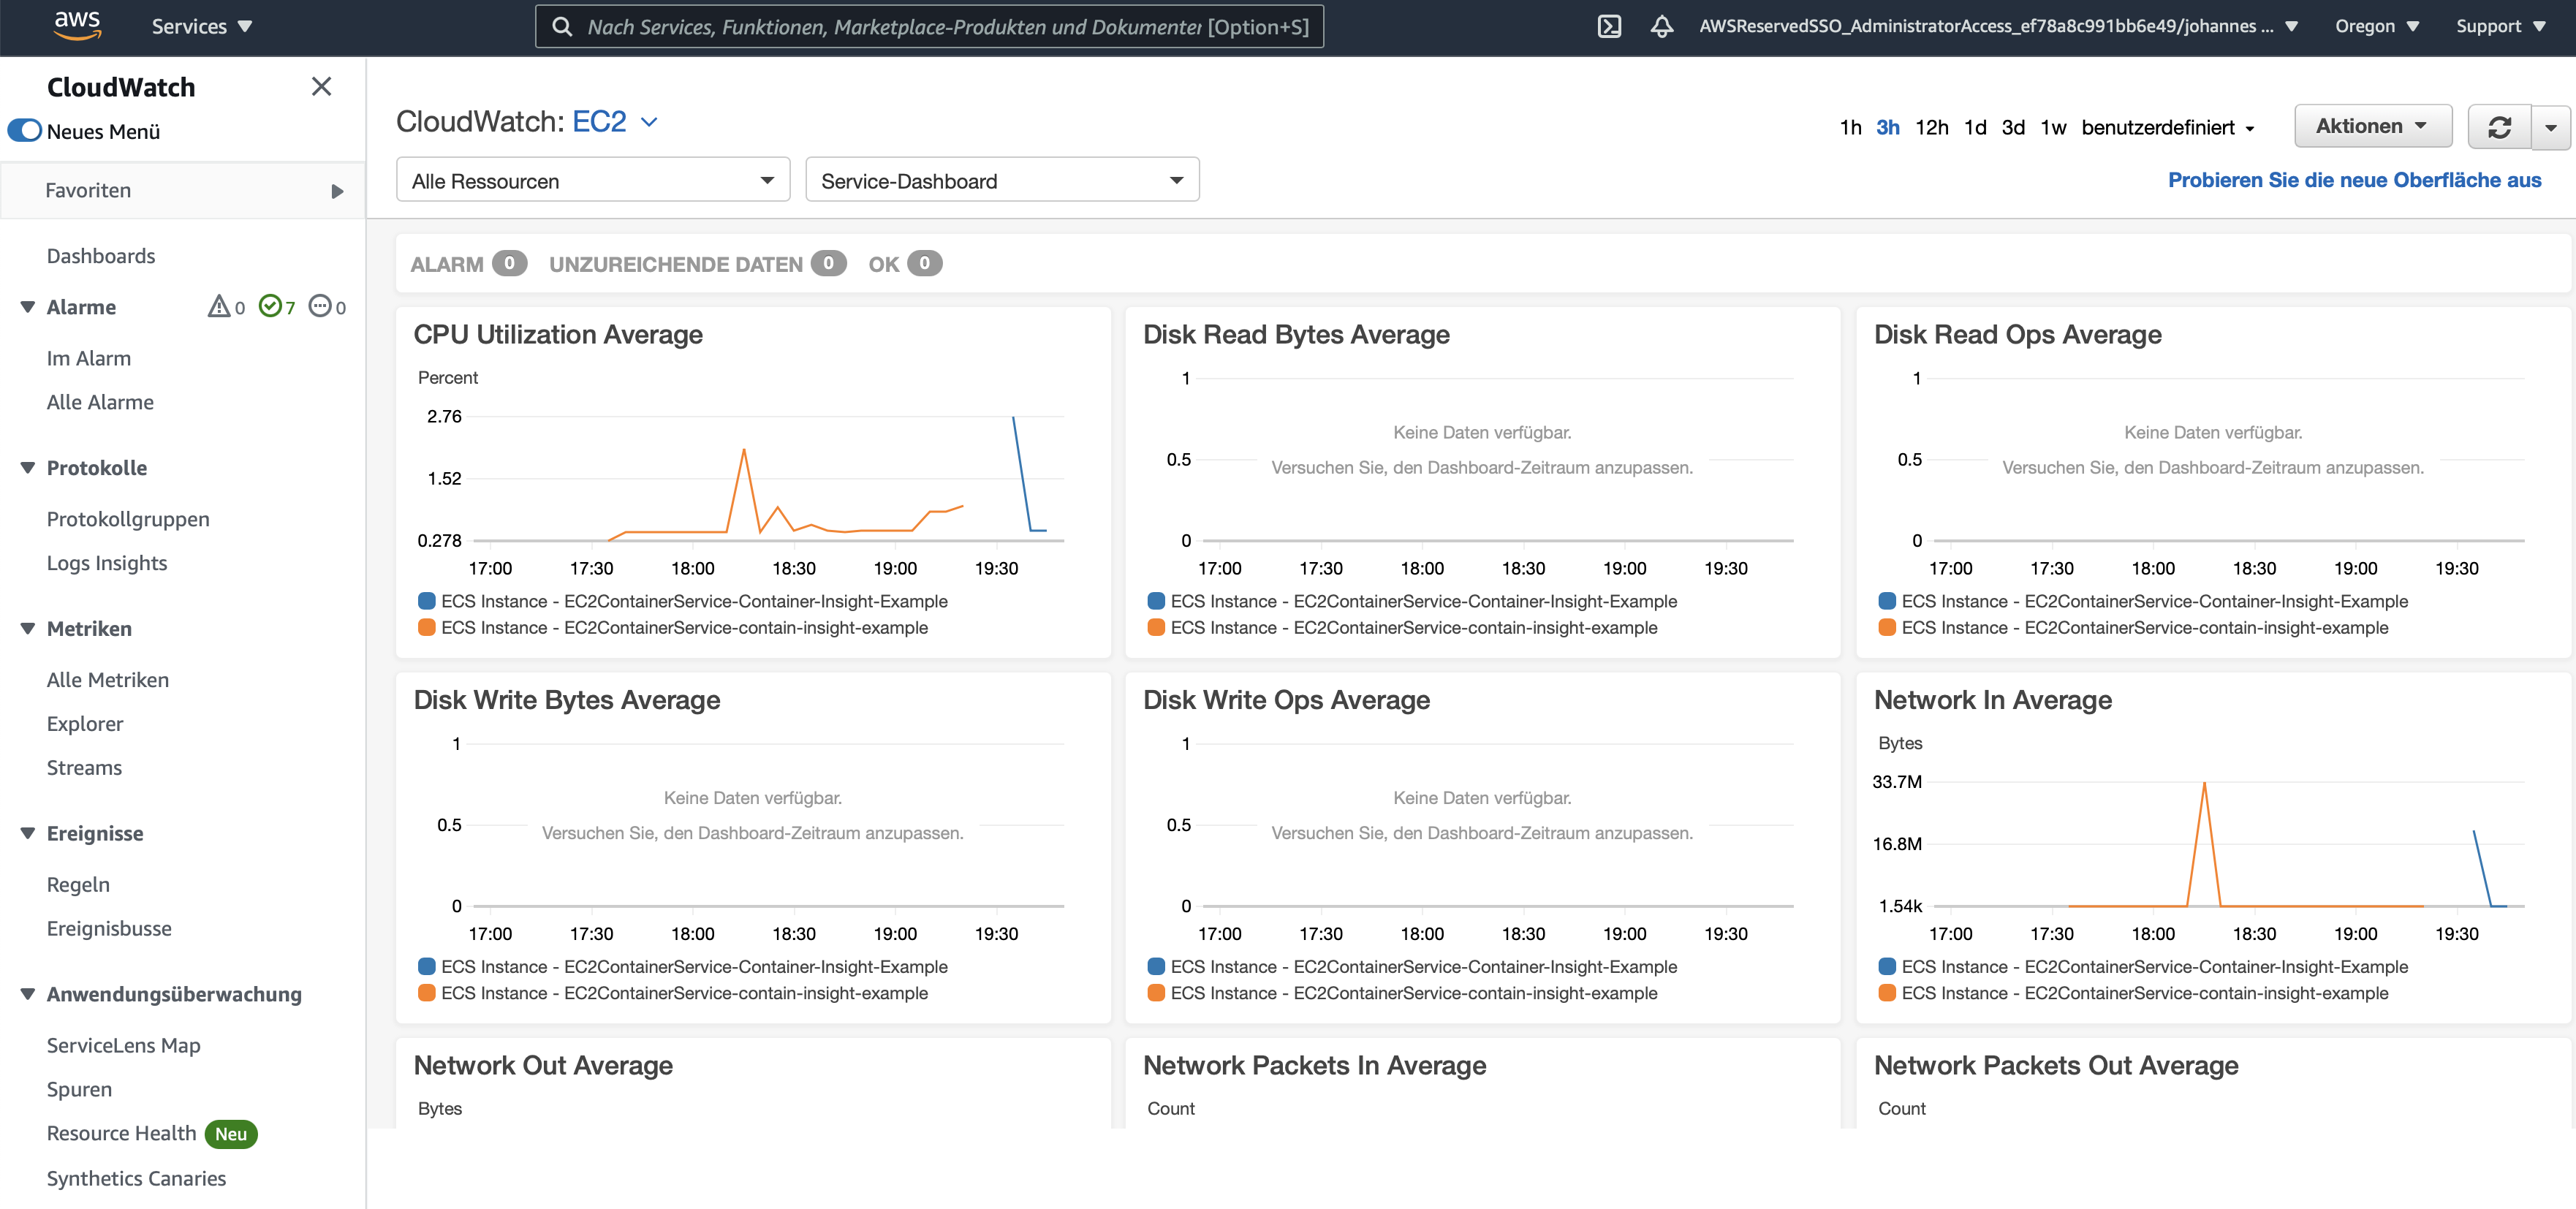 aws Services Nach Services, Funktionen, Marketplace-Produkten und Dokumenter [Option+S] AWSReservedSSO_AdministratorAccess_ef78a8c991bb6e49/johannes ... Oregon Support
CloudWatch
Neues Menü
Favoriten
Dashboards
Alarme 0 7 0
Im Alarm
Alle Alarme
Protokolle
Protokollgruppen
Logs Insights
Metriken
Alle Metriken
Explorer
Streams
Ereignisse
Regeln
Ereignisbusse
Anwendungsüberwachung
ServiceLens Map
Spuren
Resource Health Neu
Synthetics Canaries
CloudWatch: EC2
1h 3h 12h 1d 3d 1w benutzerdefiniert Aktionen
Alle Ressourcen Service-Dashboard
Probieren Sie die neue Oberfläche aus
ALARM 0 UNZUREICHENDE DATEN 0 OK 0
CPU Utilization Average
Percent
2.76
1.52
0.278
17:00 17:30 18:00 18:30 19:00 19:30
ECS Instance - EC2ContainerService-Container-Insight-Example
ECS Instance - EC2ContainerService-contain-insight-example
Disk Read Bytes Average
1
Keine Daten verfügbar.
0.5 Versuchen Sie, den Dashboard-Zeitraum anzupassen.
0
17:00 17:30 18:00 18:30 19:00 19:30
ECS Instance - EC2ContainerService-Container-Insight-Example
ECS Instance - EC2ContainerService-contain-insight-example
Disk Read Ops Average
1
Keine Daten verfügbar.
0.5 Versuchen Sie, den Dashboard-Zeitraum anzupassen.
0
17:00 17:30 18:00 18:30 19:00 19:30
ECS Instance - EC2ContainerService-Container-Insight-Example
ECS Instance - EC2ContainerService-contain-insight-example
Disk Write Bytes Average
1
Keine Daten verfügbar.
0.5 Versuchen Sie, den Dashboard-Zeitraum anzupassen.
0
17:00 17:30 18:00 18:30 19:00 19:30
ECS Instance - EC2ContainerService-Container-Insight-Example
ECS Instance - EC2ContainerService-contain-insight-example
Disk Write Ops Average
1
Keine Daten verfügbar.
0.5 Versuchen Sie, den Dashboard-Zeitraum anzupassen.
0
17:00 17:30 18:00 18:30 19:00 19:30
ECS Instance - EC2ContainerService-Container-Insight-Example
ECS Instance - EC2ContainerService-contain-insight-example
Network In Average
Bytes
33.7M
16.8M
1.54k
17:00 17:30 18:00 18:30 19:00 19:30
ECS Instance - EC2ContainerService-Container-Insight-Example
ECS Instance - EC2ContainerService-contain-insight-example
Network Out Average
Bytes
Network Packets In Average
Count
Network Packets Out Average
Count